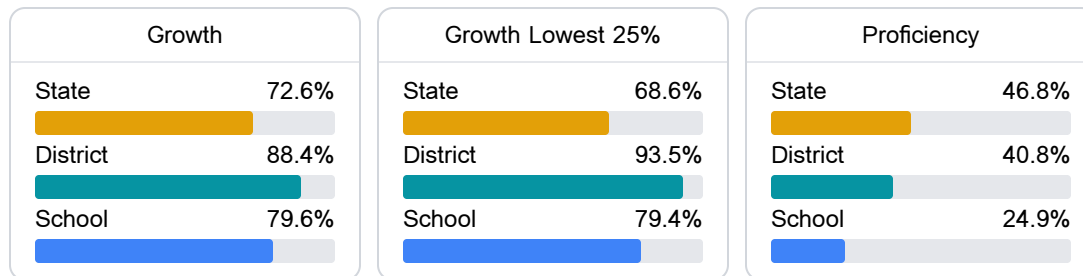 Growth
State 72.6%
District 88.4%
School 79.6%
Growth Lowest 25%
State 68.6%
District 93.5%
School 79.4%
Proficiency
State 46.8%
District 40.8%
School 24.9%